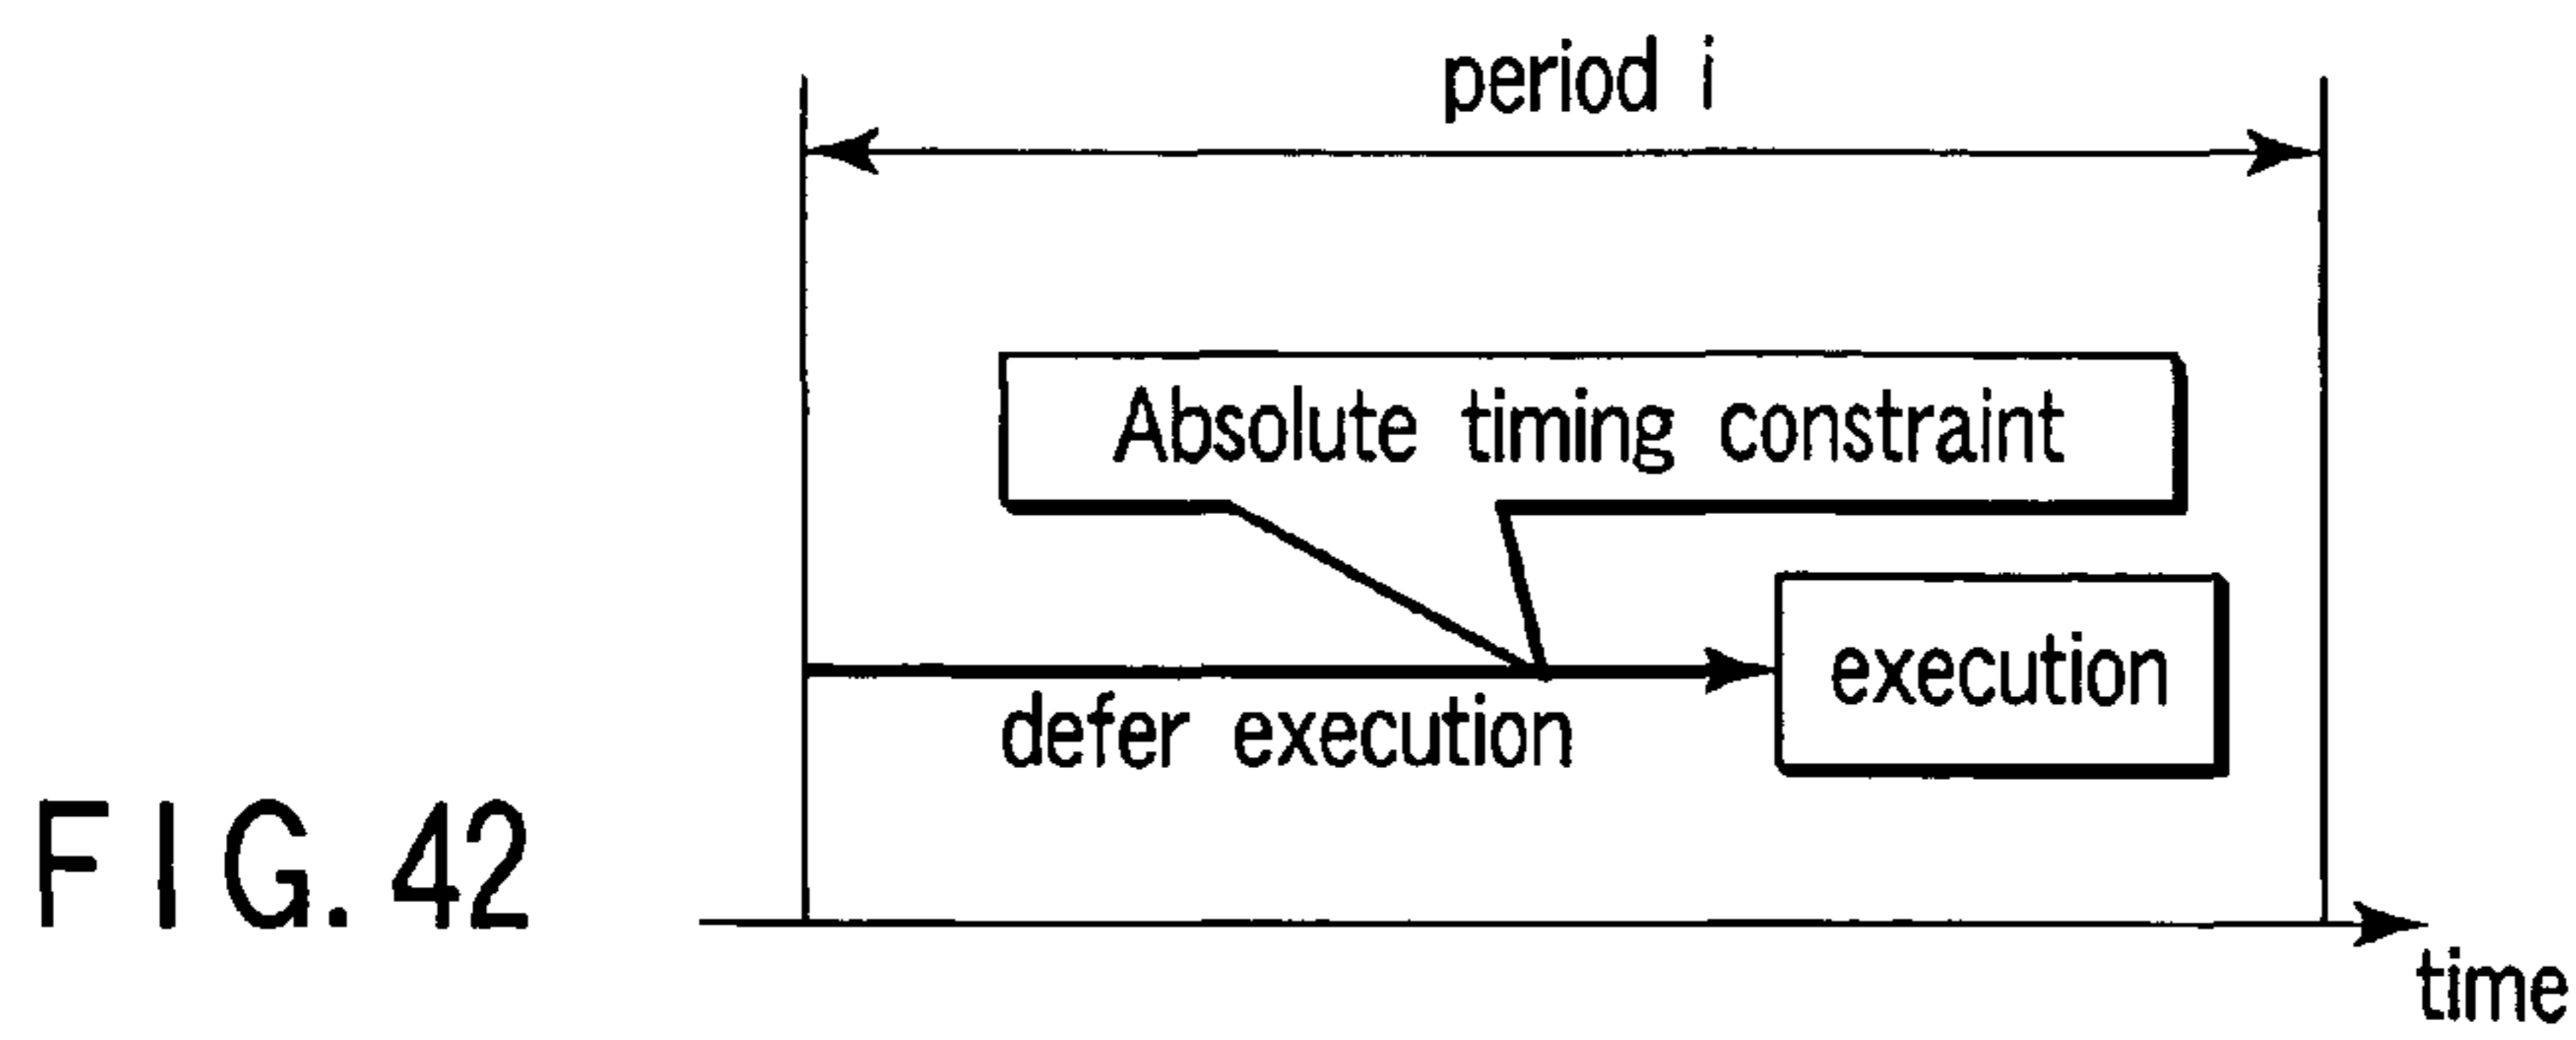 period i
Absolute timing constraint
execution
defer execution
FIG. 42
time